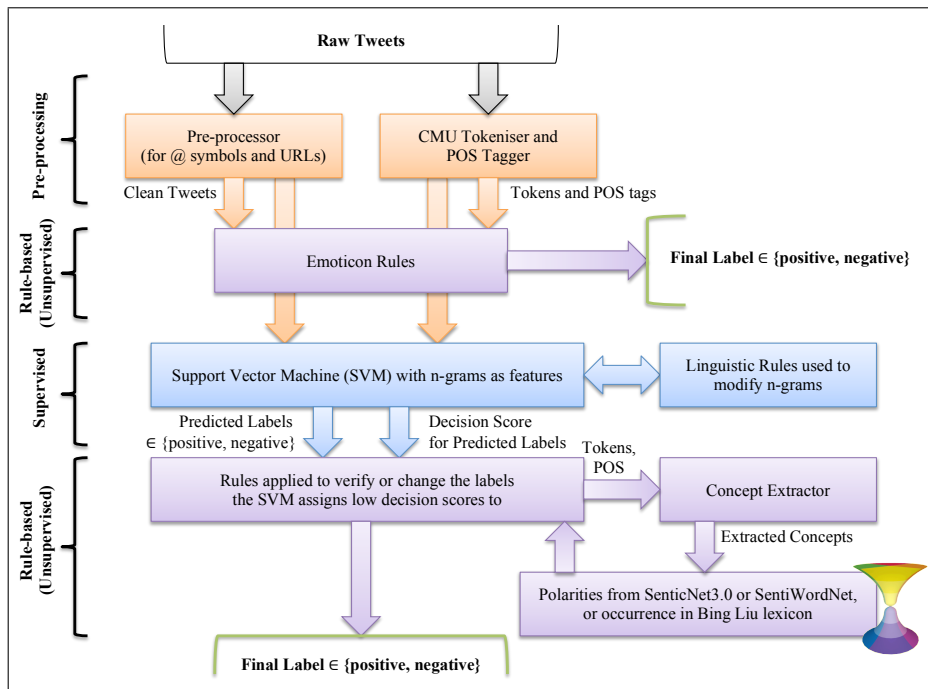 Raw Tweets
Pre-processing
Pre-processor
(for @ symbols and URLs)
CMU Tokeniser and
POS Tagger
Clean Tweets
Tokens and POS tags
Rule-based
(Unsupervised)
Emoticon Rules
Final Label ∈ {positive, negative}
Supervised
Support Vector Machine (SVM) with n-grams as features
Linguistic Rules used to
modify n-grams
Predicted Labels
∈ {positive, negative}
Decision Score
for Predicted Labels
Rule-based
(Unsupervised)
Rules applied to verify or change the labels
the SVM assigns low decision scores to
Tokens,
POS
Concept Extractor
Extracted Concepts
Polarities from SenticNet3.0 or SentiWordNet,
or occurrence in Bing Liu lexicon
Final Label ∈ {positive, negative}